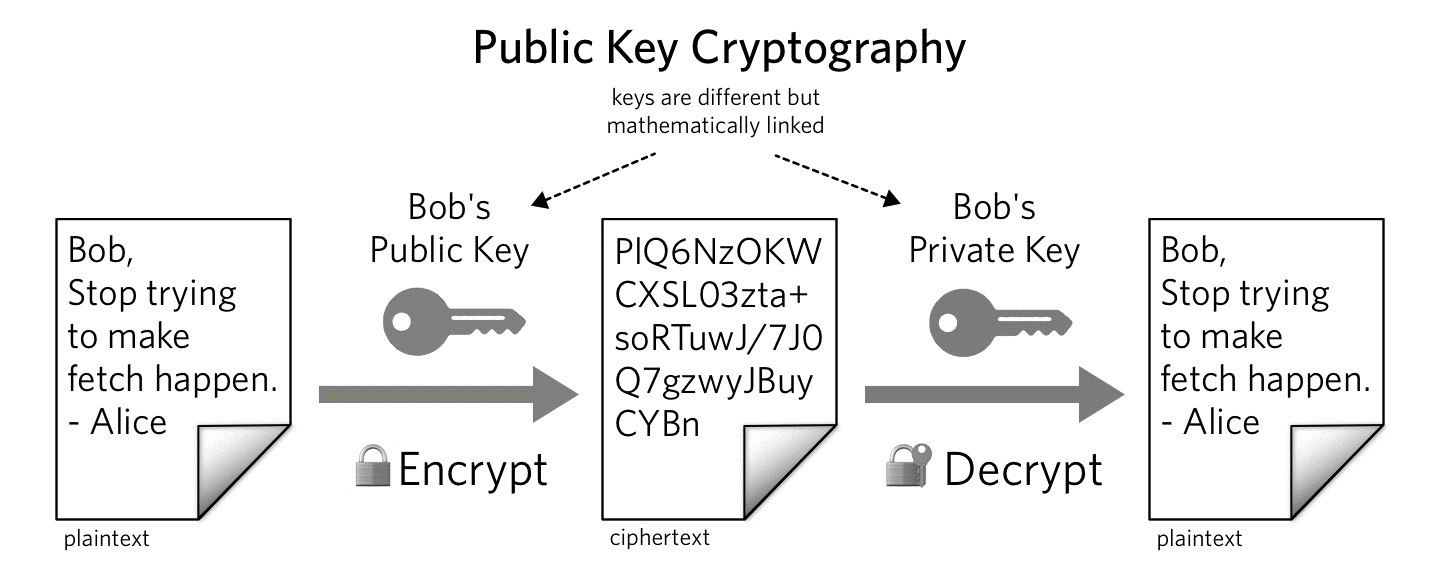 Public Key Cryptography
keys are different but
mathematically linked
Bob,
Stop trying
to make
fetch happen.
- Alice
plaintext
Bob's
Public Key
Encrypt
PlQ6NzOKW
CXSL03zta+
soRTuwJ/7J0
Q7gzwyJBuy
CYBn
ciphertext
Bob's
Private Key
Decrypt
Bob,
Stop trying
to make
fetch happen.
- Alice
plaintext